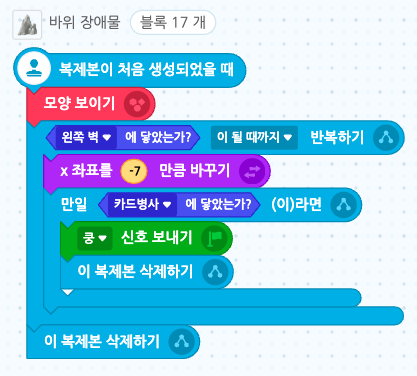 바위 장애물 블록 17 개
복제본이 처음 생성되었을 때
모양 보이기
왼쪽 벽 에 닿았는가? 이 될 때까지 반복하기
x 좌표를 -7 만큼 바꾸기
만일 카드병사 에 닿았는가? (이)라면
쿵 신호 보내기
이 복제본 삭제하기
이 복제본 삭제하기